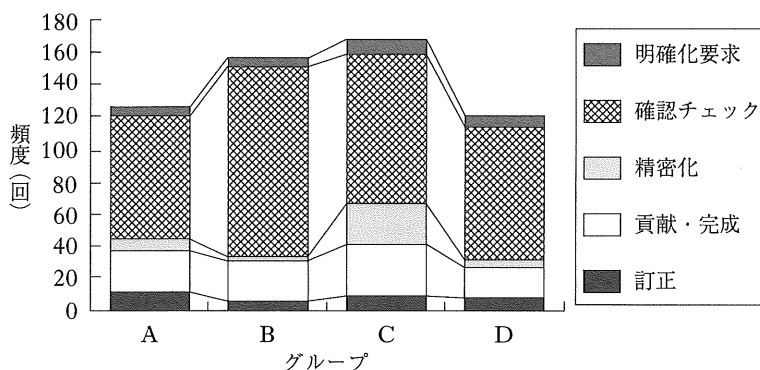 180
160
140
120
100
80
60
40
20
0
頻度(回)
A B C D
グループ
明確化要求
確認チェック
精密化
貢献・完成
訂正